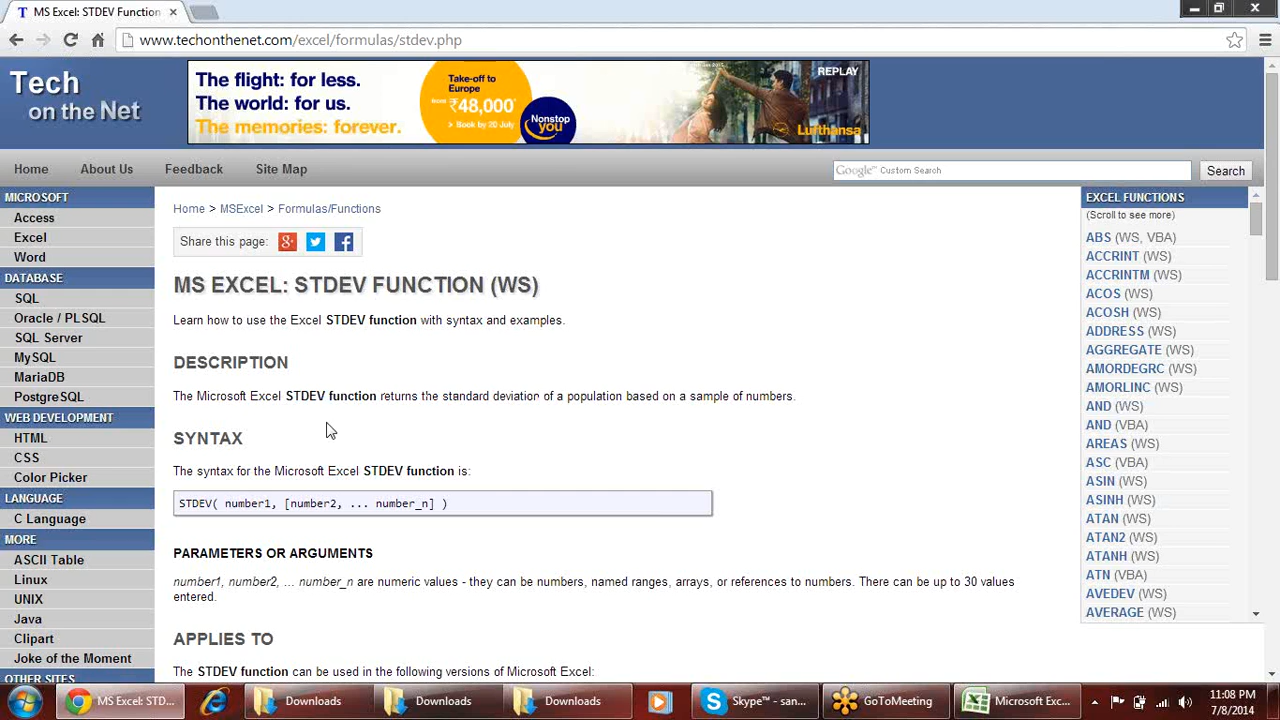 MS Excel: STDEV Function
www.techonthenet.com/excel/formulas/stdev.php
Tech
on the Net
The flight: for less.
The world: for us.
The memories: forever.
Take-off to
Europe
from ₹48,000*
> Book by 20 July
Nonstop
you
REPLAY
Lufthansa
Home
About Us
Feedback
Site Map
Google™ Custom Search
Search
MICROSOFT
Access
Excel
Word
DATABASE
SQL
Oracle / PLSQL
SQL Server
MySQL
MariaDB
PostgreSQL
WEB DEVELOPMENT
HTML
CSS
Color Picker
LANGUAGE
C Language
MORE
ASCII Table
Linux
UNIX
Java
Clipart
Joke of the Moment
OTHER SITES
Home > MSExcel > Formulas/Functions
Share this page:
MS EXCEL: STDEV FUNCTION (WS)
Learn how to use the Excel STDEV function with syntax and examples.
DESCRIPTION
The Microsoft Excel STDEV function returns the standard deviation of a population based on a sample of numbers.
SYNTAX
The syntax for the Microsoft Excel STDEV function is:
STDEV( number1, [number2, ... number_n] )
PARAMETERS OR ARGUMENTS
number1, number2, ... number_n are numeric values - they can be numbers, named ranges, arrays, or references to numbers. There can be up to 30 values
entered.
APPLIES TO
The STDEV function can be used in the following versions of Microsoft Excel:
EXCEL FUNCTIONS
(Scroll to see more)
ABS (WS, VBA)
ACCRINT (WS)
ACCRINTM (WS)
ACOS (WS)
ACOSH (WS)
ADDRESS (WS)
AGGREGATE (WS)
AMORDEGRC (WS)
AMORLINC (WS)
AND (WS)
AND (VBA)
AREAS (WS)
ASC (VBA)
ASIN (WS)
ASINH (WS)
ATAN (WS)
ATAN2 (WS)
ATANH (WS)
ATN (VBA)
AVEDEV (WS)
AVERAGE (WS)
MS Excel: STD...
Downloads
Downloads
Downloads
Skype™ - san...
GoToMeeting
Microsoft Exc...
11:08 PM
7/8/2014